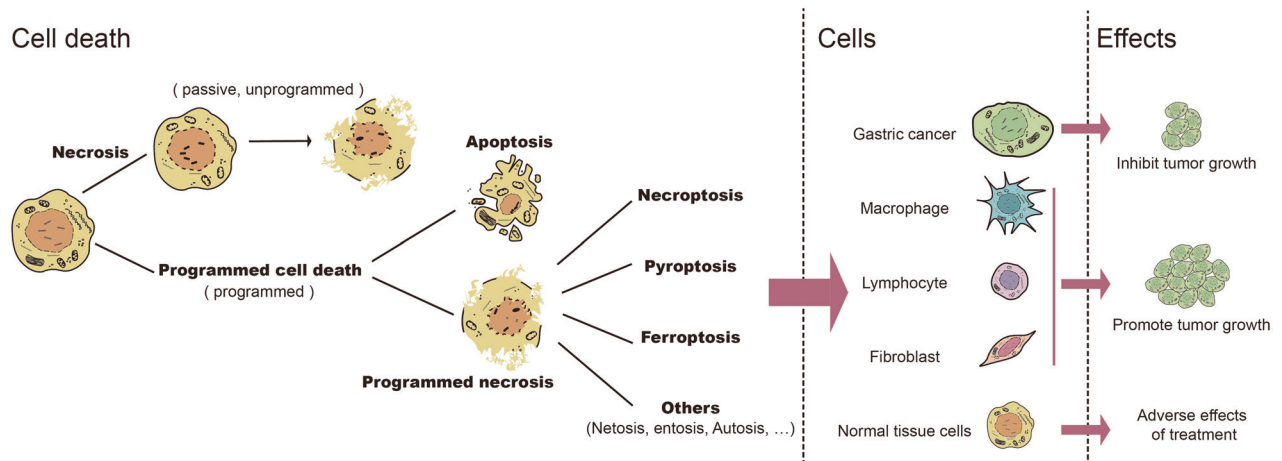 Cell death
Cells
Effects
( passive, unprogrammed )
Necrosis
Apoptosis
Programmed cell death
( programmed )
Programmed necrosis
Necroptosis
Pyroptosis
Ferroptosis
Others
(Netosis, entosis, Autosis, ...)
Gastric cancer
Macrophage
Lymphocyte
Fibroblast
Normal tissue cells
Inhibit tumor growth
Promote tumor growth
Adverse effects
of treatment